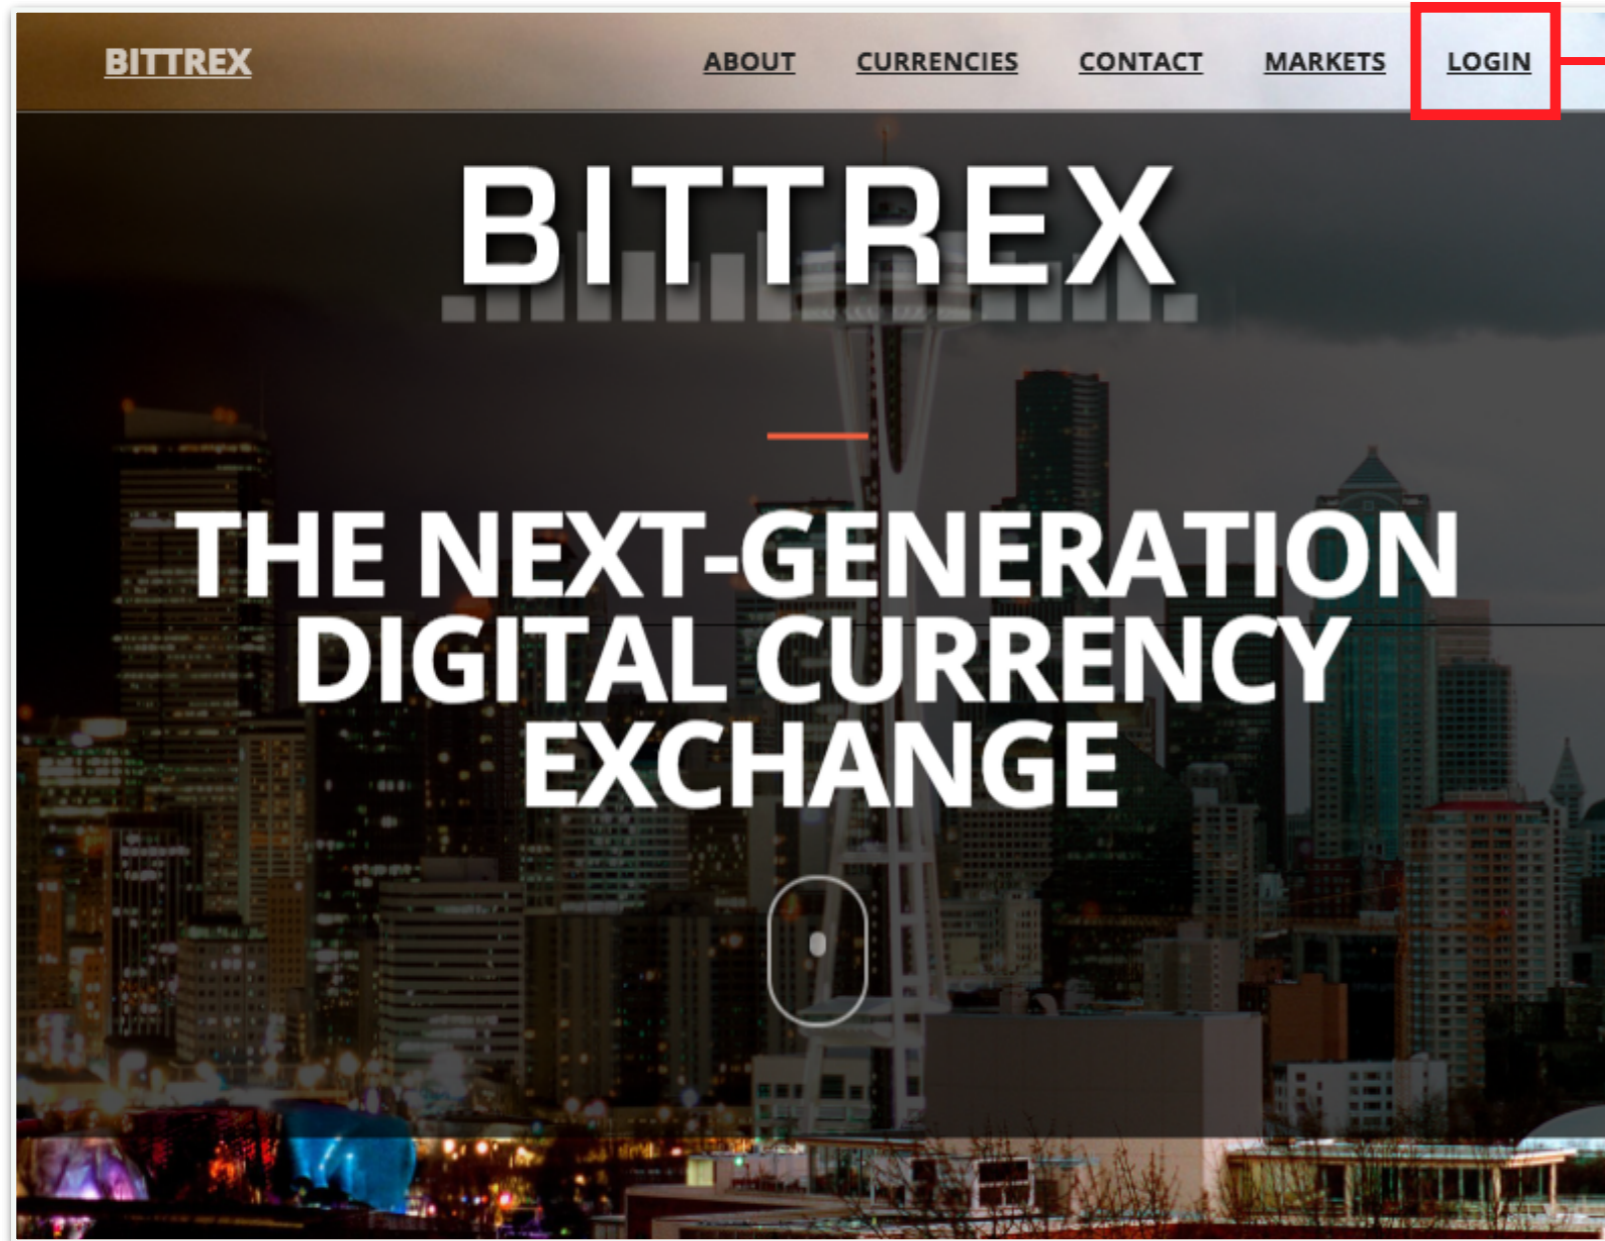 BITTREX
ABOUT CURRENCIES CONTACT MARKETS LOGIN
BITTREX
THE NEXT-GENERATION
DIGITAL CURRENCY
EXCHANGE